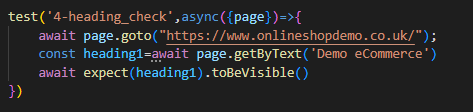 test('4-heading_check',async({page})=>{
    await page.goto("https://www.onlineshopdemo.co.uk/");
    const heading1=await page.getByText('Demo eCommerce')
    await expect(heading1).toBeVisible()
})